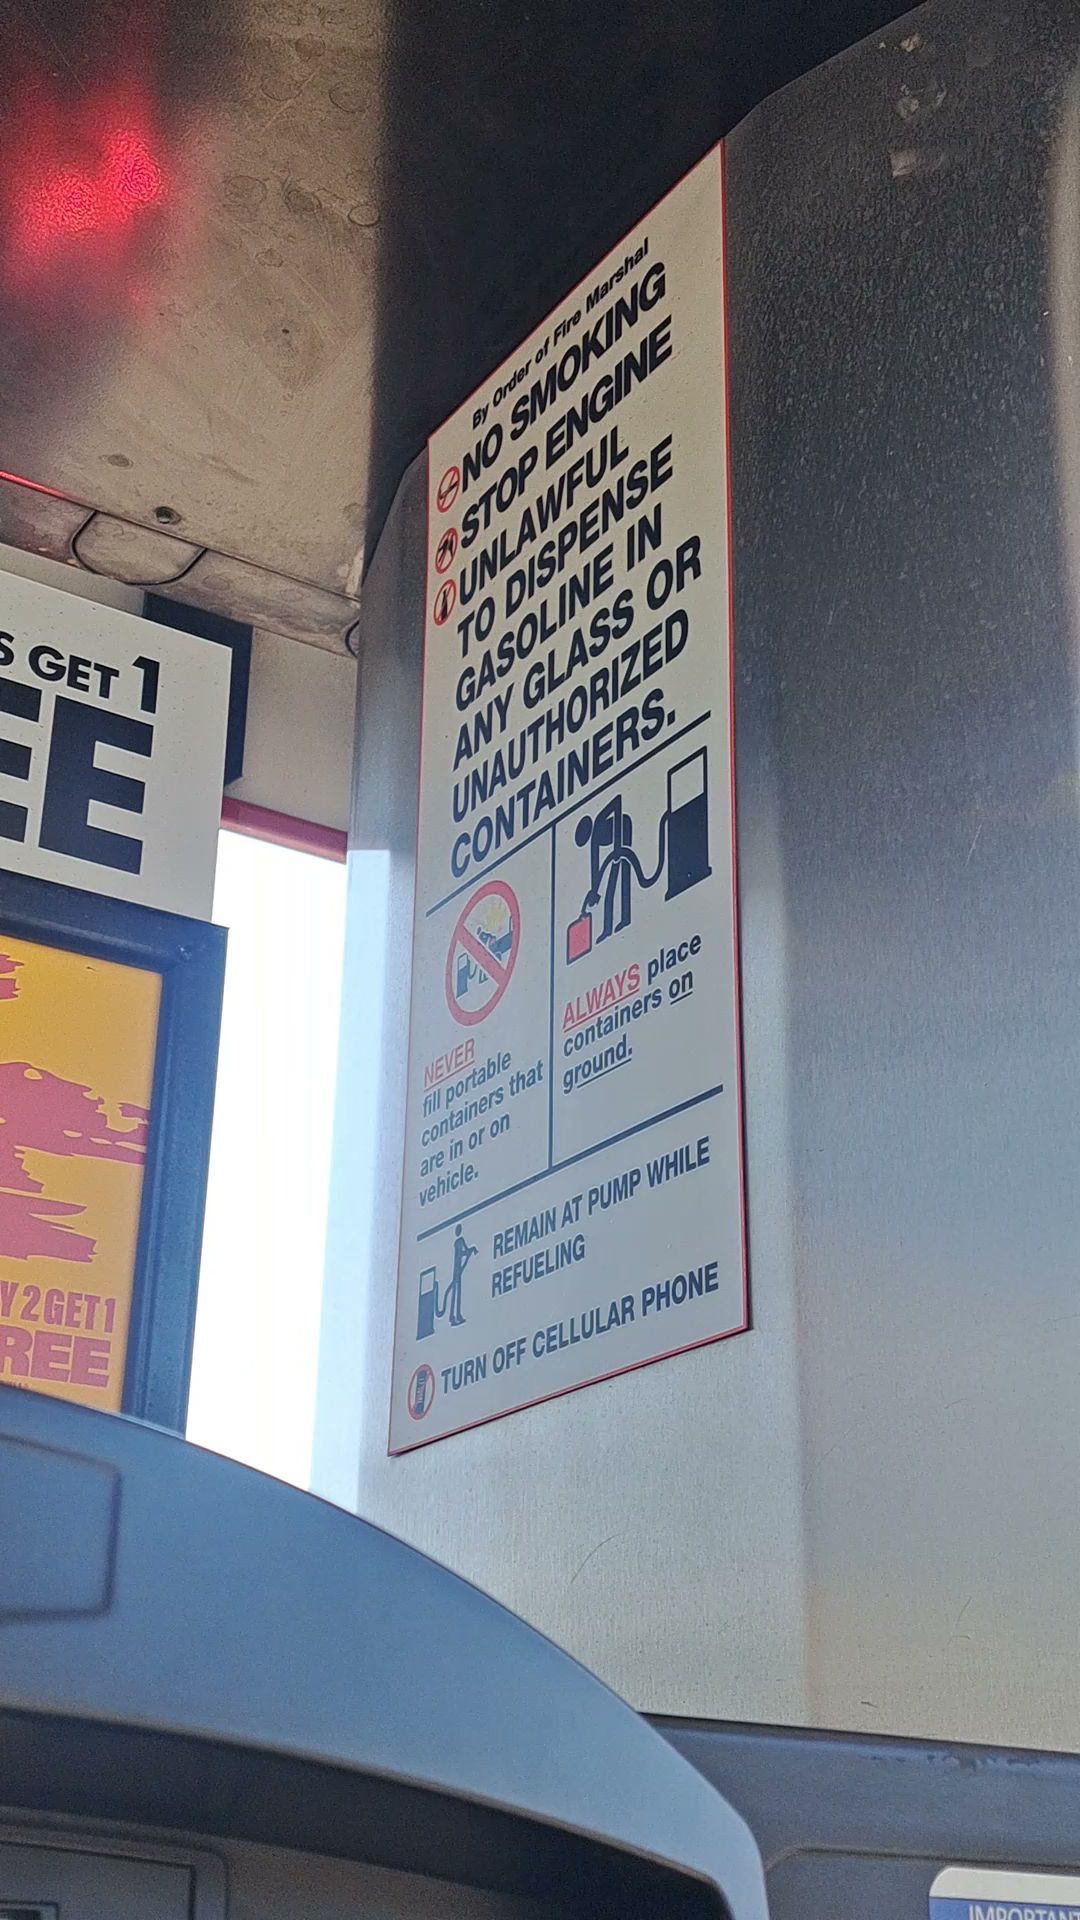 By Order of Fire Marshal
NO SMOKING
STOP ENGINE
UNLAWFUL
TO DISPENSE
GASOLINE IN
ANY GLASS OR
UNAUTHORIZED
CONTAINERS.
NEVER
fill portable
containers that
are in or on
vehicle.
ALWAYS place
containers on
ground.
REMAIN AT PUMP WHILE
REFUELING
TURN OFF CELLULAR PHONE
S GET 1
EE
Y 2 GET 1
REE
IMPORTANT